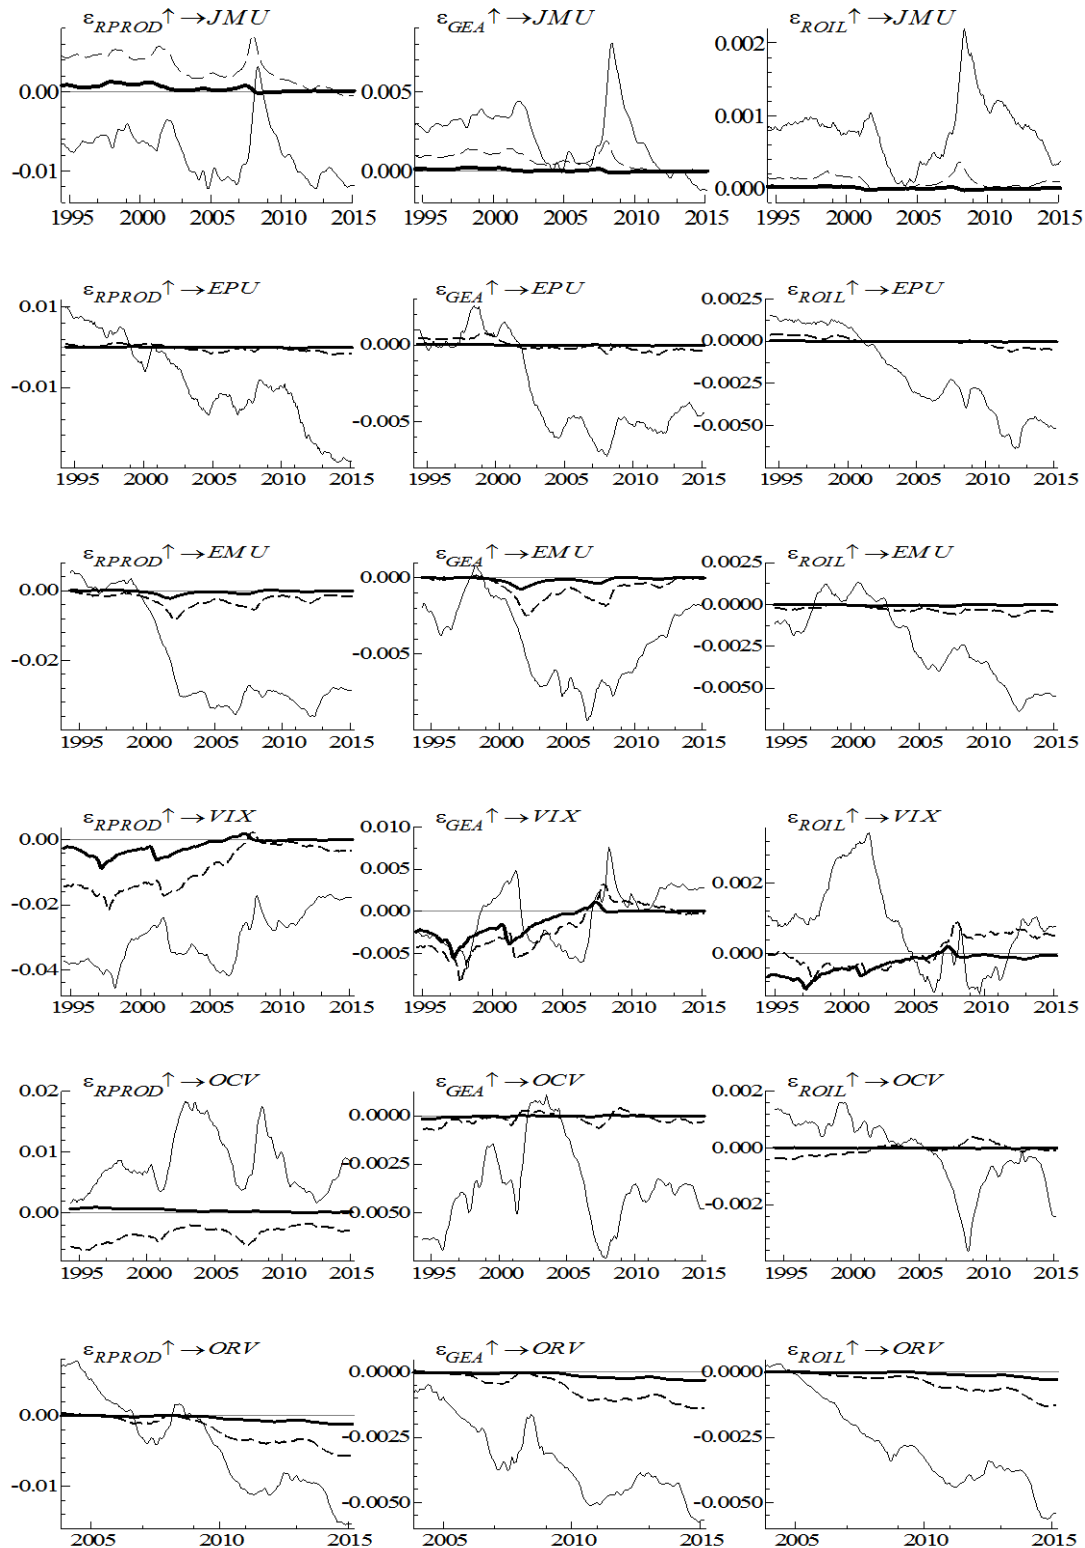 ε_RPROD ↑ → JMU ε_GEA ↑ → JMU ε_ROIL ↑ → JMU
0.00 -0.01 0.005 0.000 0.002 0.001 0.000
1995 2000 2005 2010 2015 1995 2000 2005 2010 2015 1995 2000 2005 2010 2015
ε_RPROD ↑ → EPU ε_GEA ↑ → EPU ε_ROIL ↑ → EPU
0.01 -0.01 0.000 -0.005 0.0025 0.0000 -0.0025 -0.0050
1995 2000 2005 2010 2015 1995 2000 2005 2010 2015 1995 2000 2005 2010 2015
ε_RPROD ↑ → EMU ε_GEA ↑ → EMU ε_ROIL ↑ → EMU
0.00 -0.02 0.000 -0.005 0.0025 0.0000 -0.0025 -0.0050
1995 2000 2005 2010 2015 1995 2000 2005 2010 2015 1995 2000 2005 2010 2015
ε_RPROD ↑ → VIX ε_GEA ↑ → VIX ε_ROIL ↑ → VIX
0.00 -0.02 -0.04 0.010 0.005 0.000 -0.005 0.002 0.000
1995 2000 2005 2010 2015 1995 2000 2005 2010 2015 1995 2000 2005 2010 2015
ε_RPROD ↑ → OCV ε_GEA ↑ → OCV ε_ROIL ↑ → OCV
0.02 0.01 0.00 0.0000 -0.0025 -0.0050 0.002 0.000 -0.002
1995 2000 2005 2010 2015 1995 2000 2005 2010 2015 1995 2000 2005 2010 2015
ε_RPROD ↑ → ORV ε_GEA ↑ → ORV ε_ROIL ↑ → ORV
0.00 -0.01 0.0000 -0.0025 -0.0050 0.0000 -0.0025 -0.0050
2005 2010 2015 2005 2010 2015 2005 2010 2015